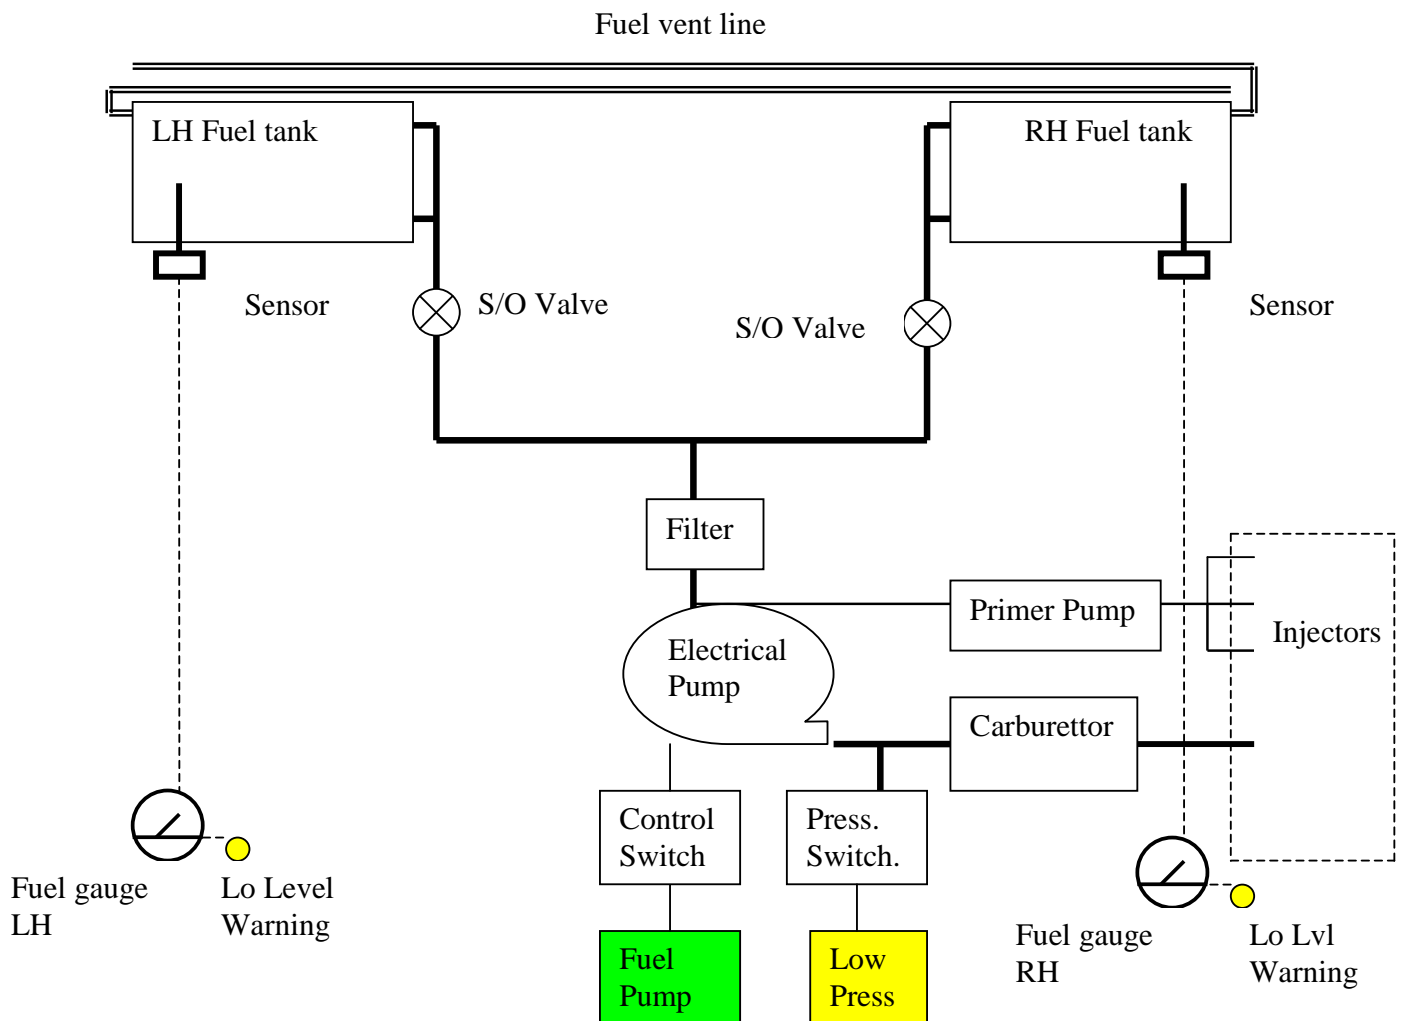 Fuel vent line
LH Fuel tank
RH Fuel tank
Sensor
S/O Valve
S/O Valve
Sensor
Filter
Primer Pump
Injectors
Electrical
Pump
Carburettor
Control
Switch
Press.
Switch.
Fuel gauge
LH
Lo Level
Warning
Fuel gauge
RH
Lo Lvl
Warning
Fuel
Pump
Low
Press